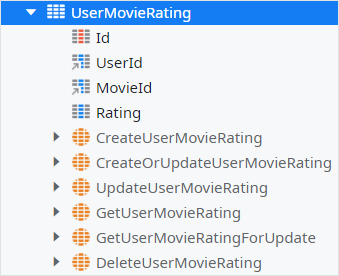 UserMovieRating
Id
UserId
MovieId
Rating
CreateUserMovieRating
CreateOrUpdateUserMovieRating
UpdateUserMovieRating
GetUserMovieRating
GetUserMovieRatingForUpdate
DeleteUserMovieRating